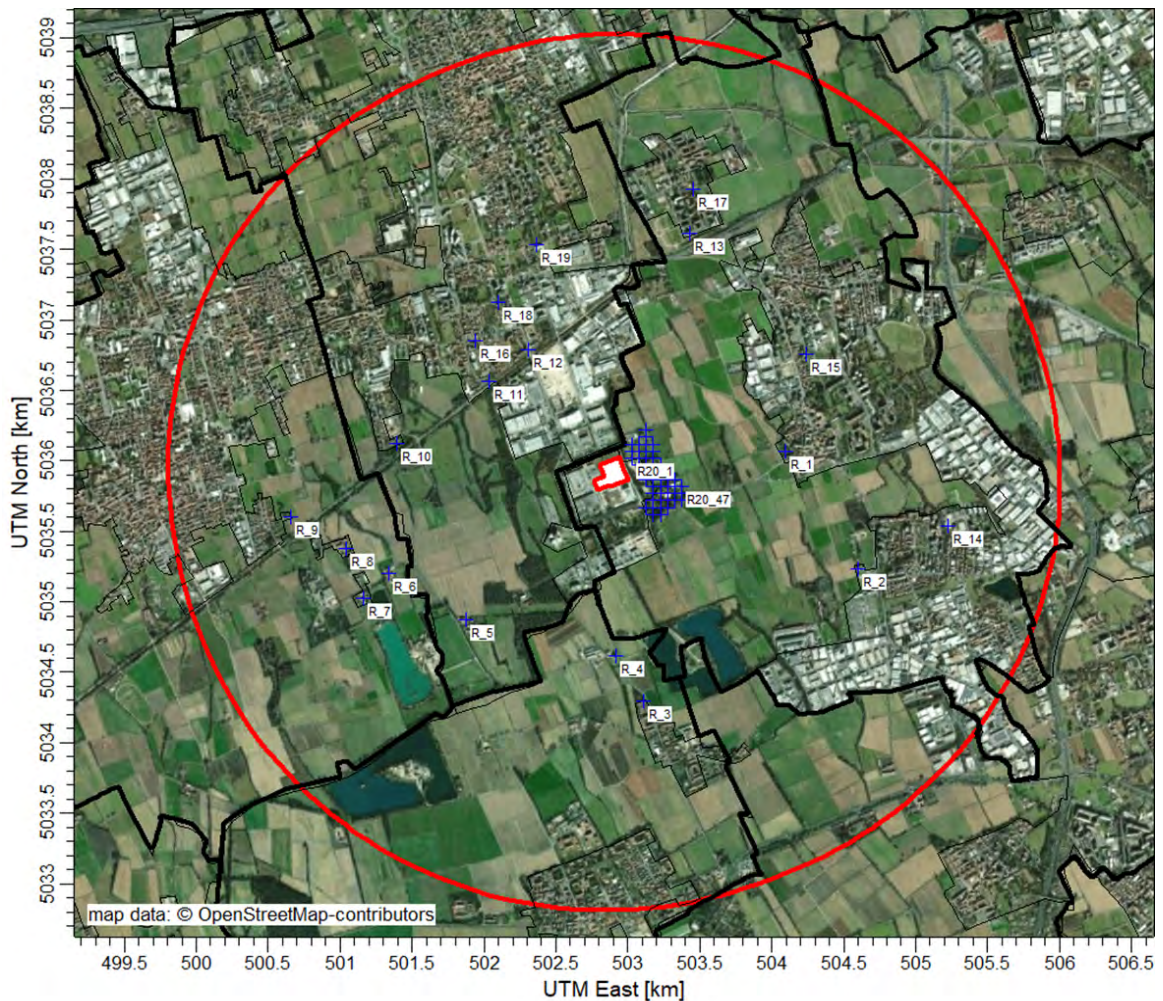 5039
5038.5
5038
5037.5
5037
5036.5
5036
5035.5
5035
5034.5
5034
5033.5
5033
UTM North [km]
R_17
R_13
R_19
R_18
R_16
R_12
R_15
R_11
R_10
R_1
R20_1
R20_47
R_9
R_14
R_8
R_2
R_6
R_7
R_5
R_4
R_3
map data: © OpenStreetMap-contributors
499.5 500 500.5 501 501.5 502 502.5 503 503.5 504 504.5 505 505.5 506 506.5
UTM East [km]